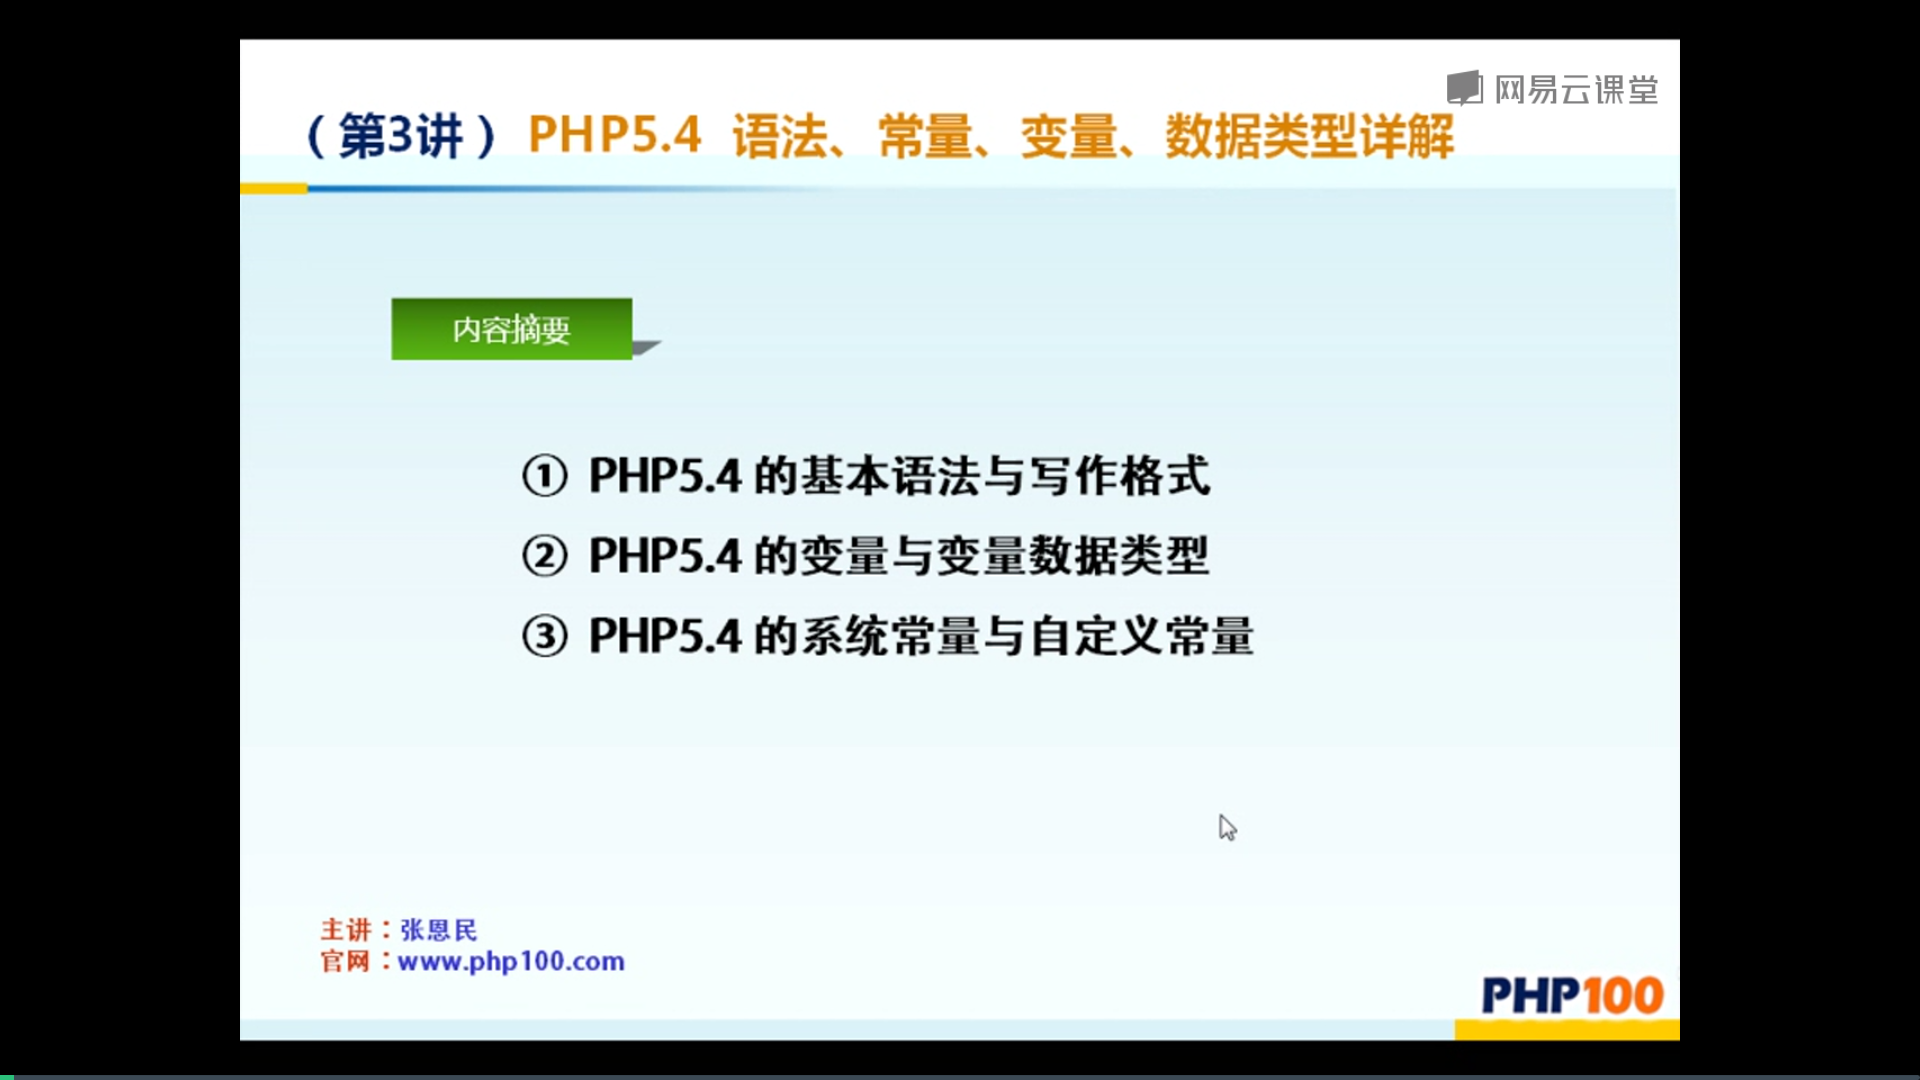 网易云课堂
（第3讲）PHP5.4 语法、常量、变量、数据类型详解
内容摘要
① PHP5.4 的基本语法与写作格式
② PHP5.4 的变量与变量数据类型
③ PHP5.4 的系统常量与自定义常量
主讲：张恩民
官网：www.php100.com
PHP100